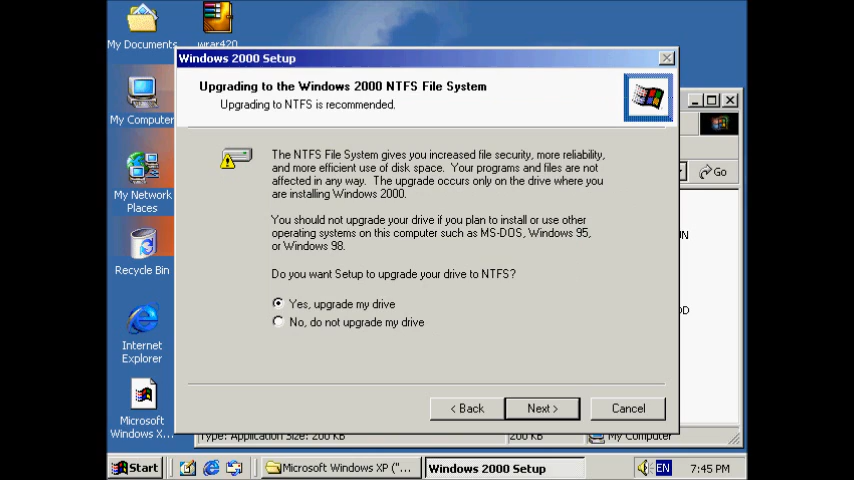 My Documents
wrar420
My Computer
My Network
Places
Recycle Bin
Internet
Explorer
Microsoft
Windows X...
Windows 2000 Setup
Upgrading to the Windows 2000 NTFS File System
Upgrading to NTFS is recommended.
The NTFS File System gives you increased file security, more reliability,
and more efficient use of disk space.  Your programs and files are not
affected in any way.  The upgrade occurs only on the drive where you
are installing Windows 2000.
You should not upgrade your drive if you plan to install or use other
operating systems on this computer such as MS-DOS, Windows 95,
or Windows 98.
Do you want Setup to upgrade your drive to NTFS?
Yes, upgrade my drive
No, do not upgrade my drive
< Back
Next >
Cancel
Go
Type: Application Size: 200 KB
200 KB
My Computer
Start
Microsoft Windows XP ("...
Windows 2000 Setup
EN
7:45 PM